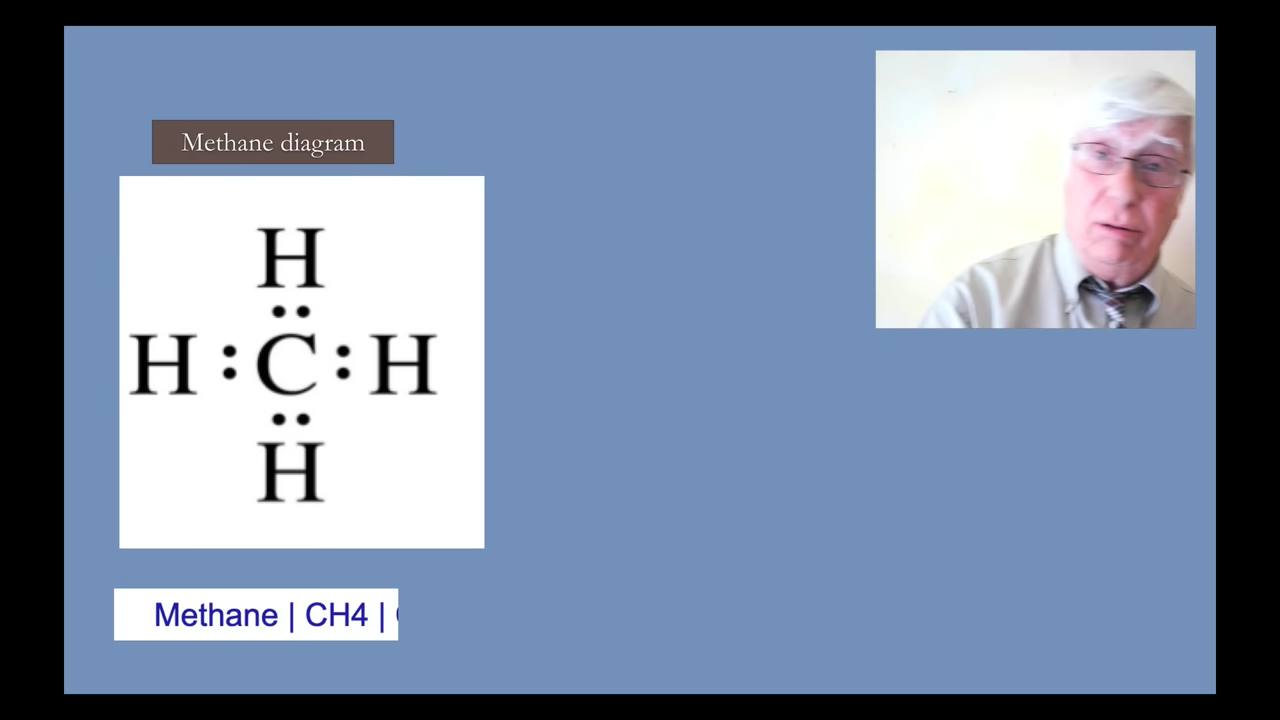 Methane diagram
H
H : C : H
H
Methane | CH4 |